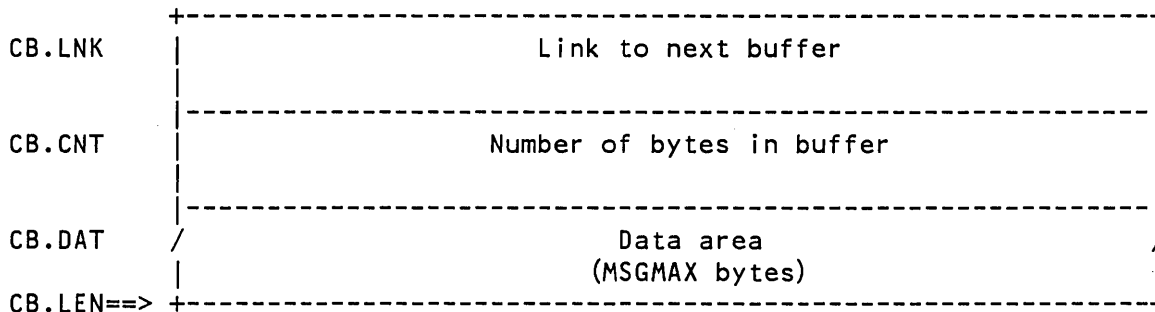 CB.LNK Link to next buffer
CB.CNT Number of bytes in buffer
CB.DAT Data area
(MSGMAX bytes)
CB.LEN==>